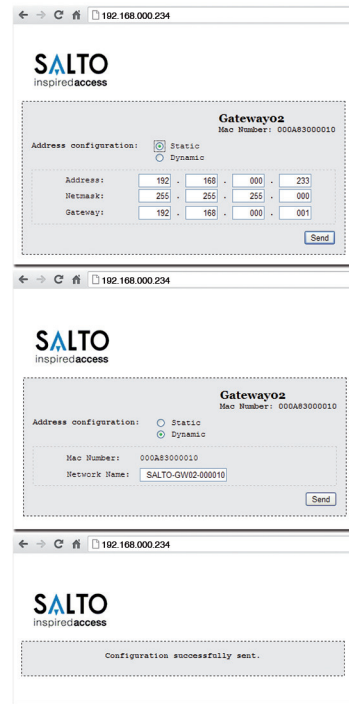 192.168.000.234
SALTO
inspiredaccess
Gateway02
Mac Number: 000A83000010
Address configuration: Static
Dynamic
Address: 192 . 168 . 000 . 233
Netmask: 255 . 255 . 255 . 000
Gateway: 192 . 168 . 000 . 001
Send
192.168.000.234
SALTO
inspiredaccess
Gateway02
Mac Number: 000A83000010
Address configuration: Static
Dynamic
Mac Number: 000A83000010
Network Name: SALTO-GW02-000010
Send
192.168.000.234
SALTO
inspiredaccess
Configuration successfully sent.